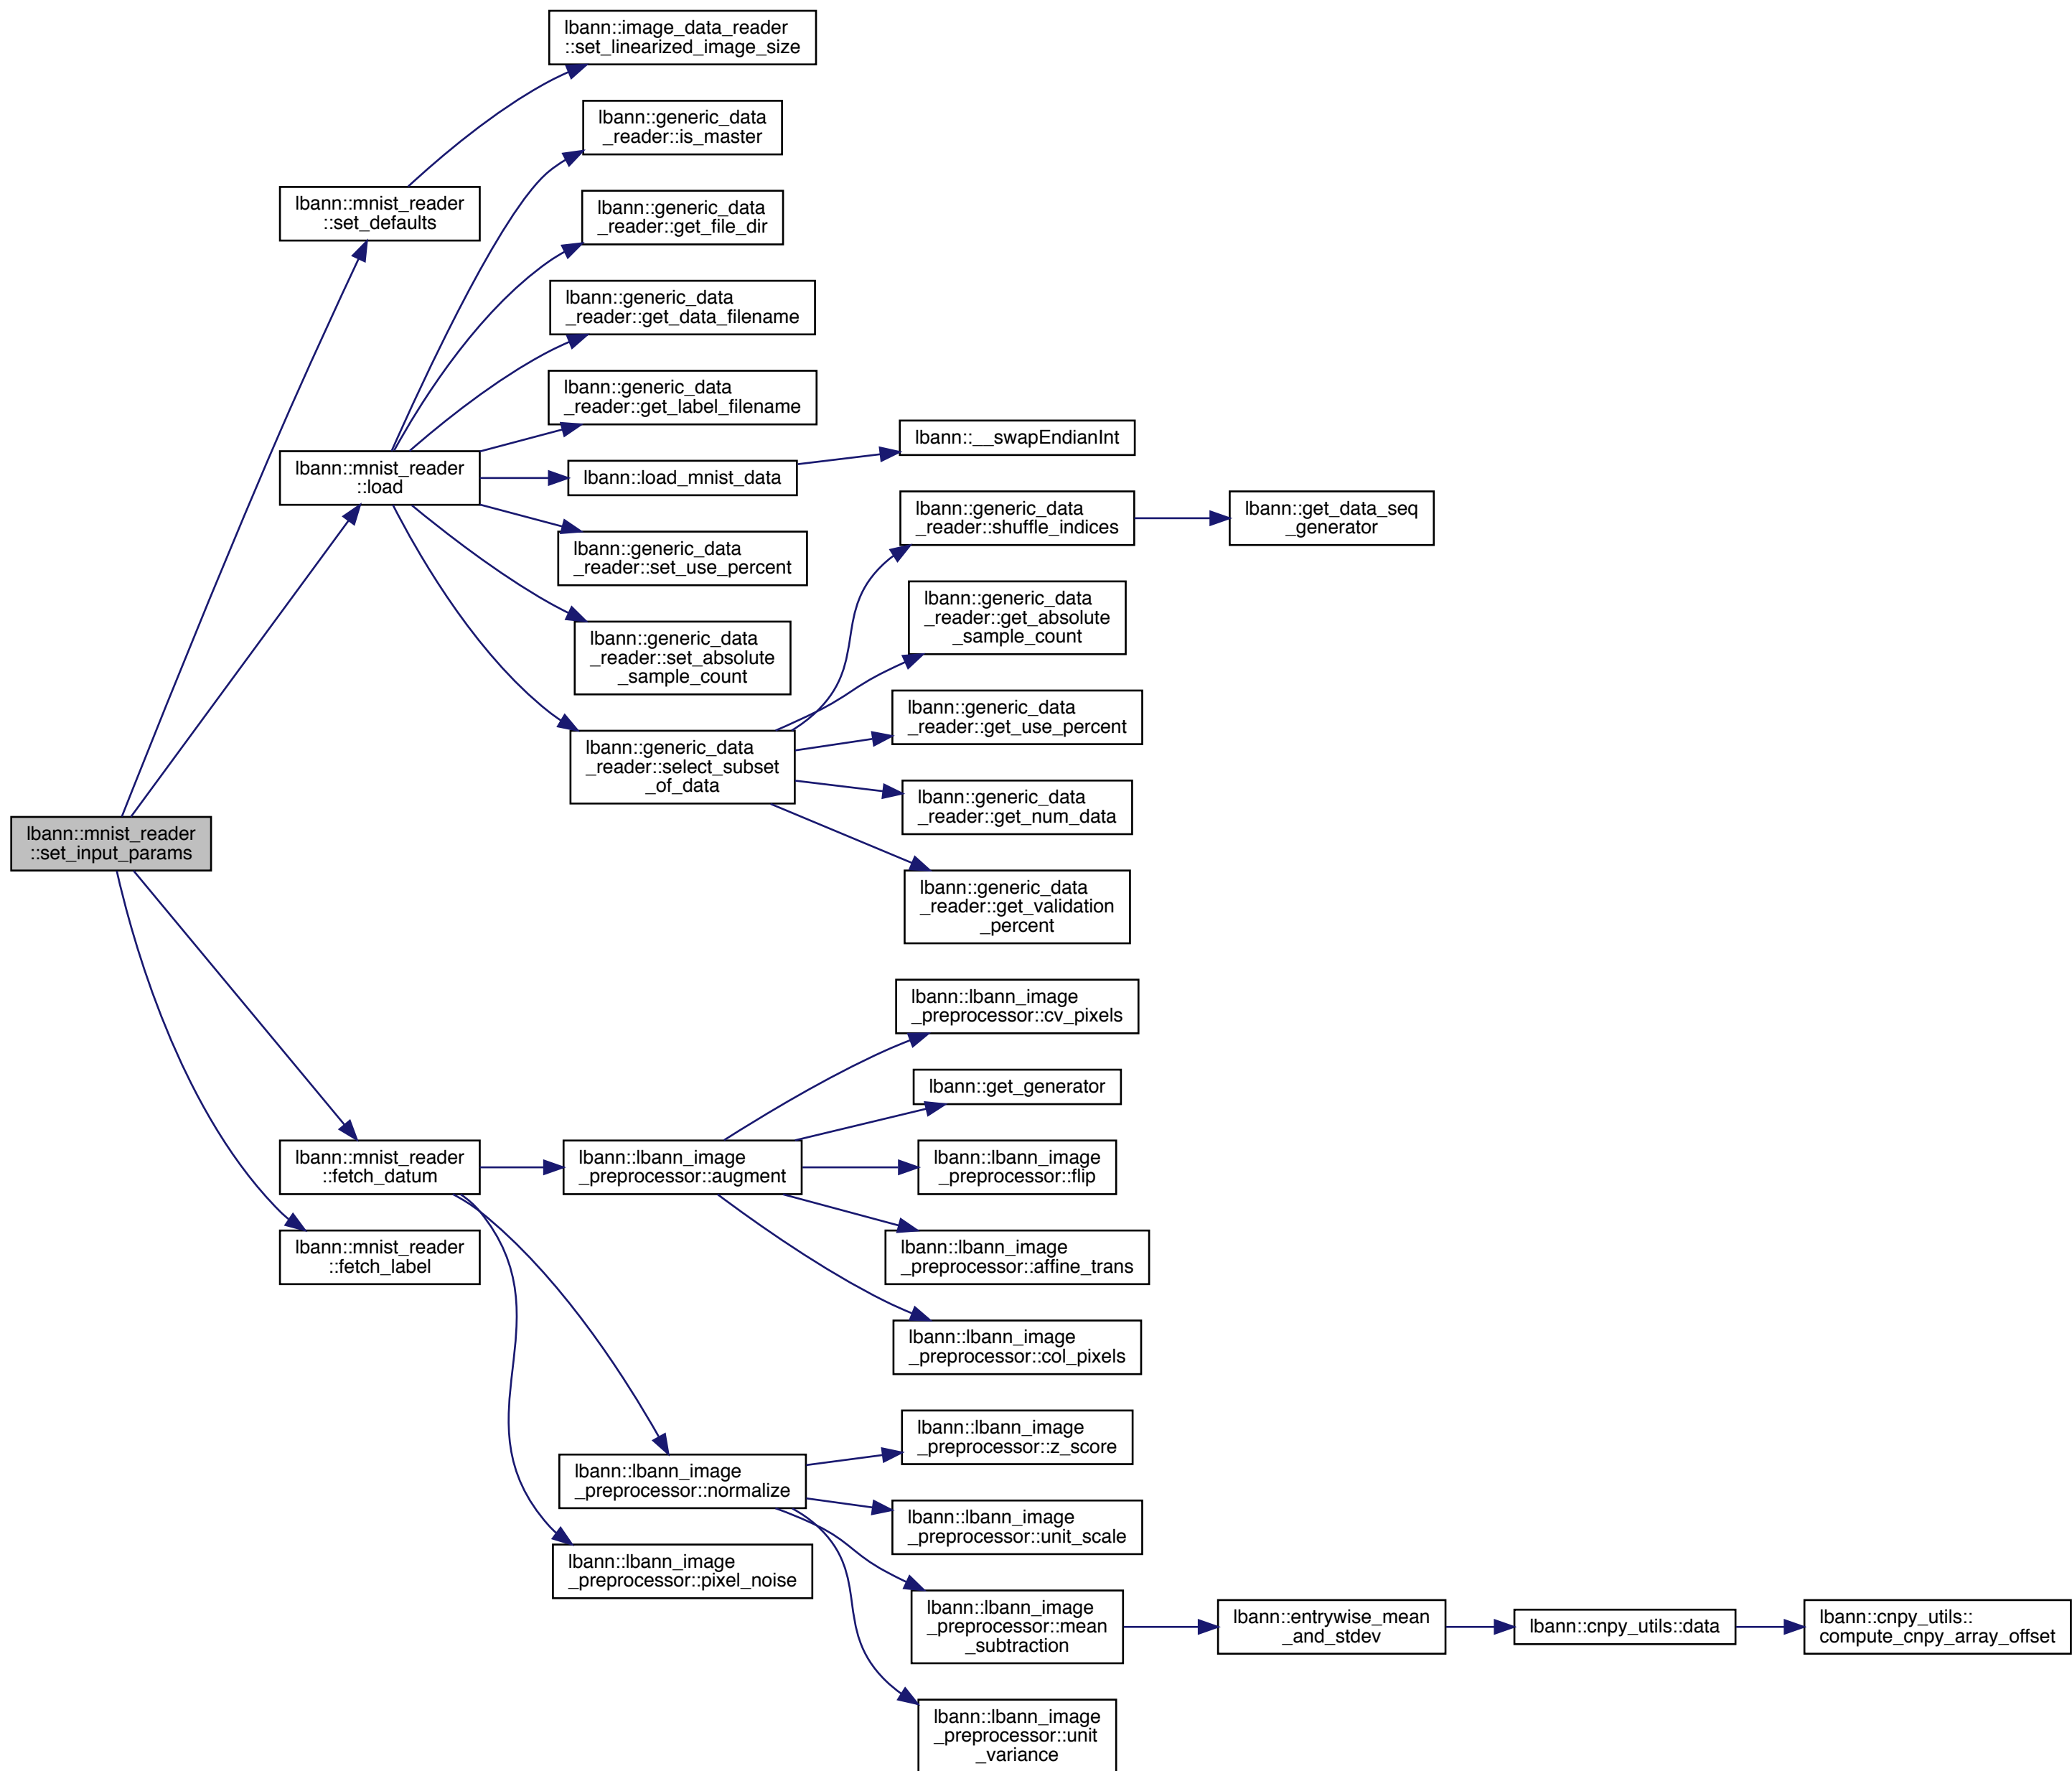 lbann::image_data_reader
::set_linearized_image_size
lbann::generic_data
_reader::is_master
lbann::mnist_reader
::set_defaults
lbann::generic_data
_reader::get_file_dir
lbann::generic_data
_reader::get_data_filename
lbann::generic_data
_reader::get_label_filename
lbann::__swapEndianInt
lbann::mnist_reader
::load
lbann::load_mnist_data
lbann::generic_data
_reader::shuffle_indices
lbann::get_data_seq
_generator
lbann::generic_data
_reader::set_use_percent
lbann::generic_data
_reader::get_absolute
_sample_count
lbann::generic_data
_reader::set_absolute
_sample_count
lbann::generic_data
_reader::get_use_percent
lbann::generic_data
_reader::select_subset
_of_data
lbann::generic_data
_reader::get_num_data
lbann::mnist_reader
::set_input_params
lbann::generic_data
_reader::get_validation
_percent
lbann::lbann_image
_preprocessor::cv_pixels
lbann::get_generator
lbann::mnist_reader
::fetch_datum
lbann::lbann_image
_preprocessor::augment
lbann::lbann_image
_preprocessor::flip
lbann::mnist_reader
::fetch_label
lbann::lbann_image
_preprocessor::affine_trans
lbann::lbann_image
_preprocessor::col_pixels
lbann::lbann_image
_preprocessor::z_score
lbann::lbann_image
_preprocessor::normalize
lbann::lbann_image
_preprocessor::unit_scale
lbann::lbann_image
_preprocessor::pixel_noise
lbann::lbann_image
_preprocessor::mean
_subtraction
lbann::entrywise_mean
_and_stdev
lbann::cnpy_utils::data
lbann::cnpy_utils::
compute_cnpy_array_offset
lbann::lbann_image
_preprocessor::unit
_variance